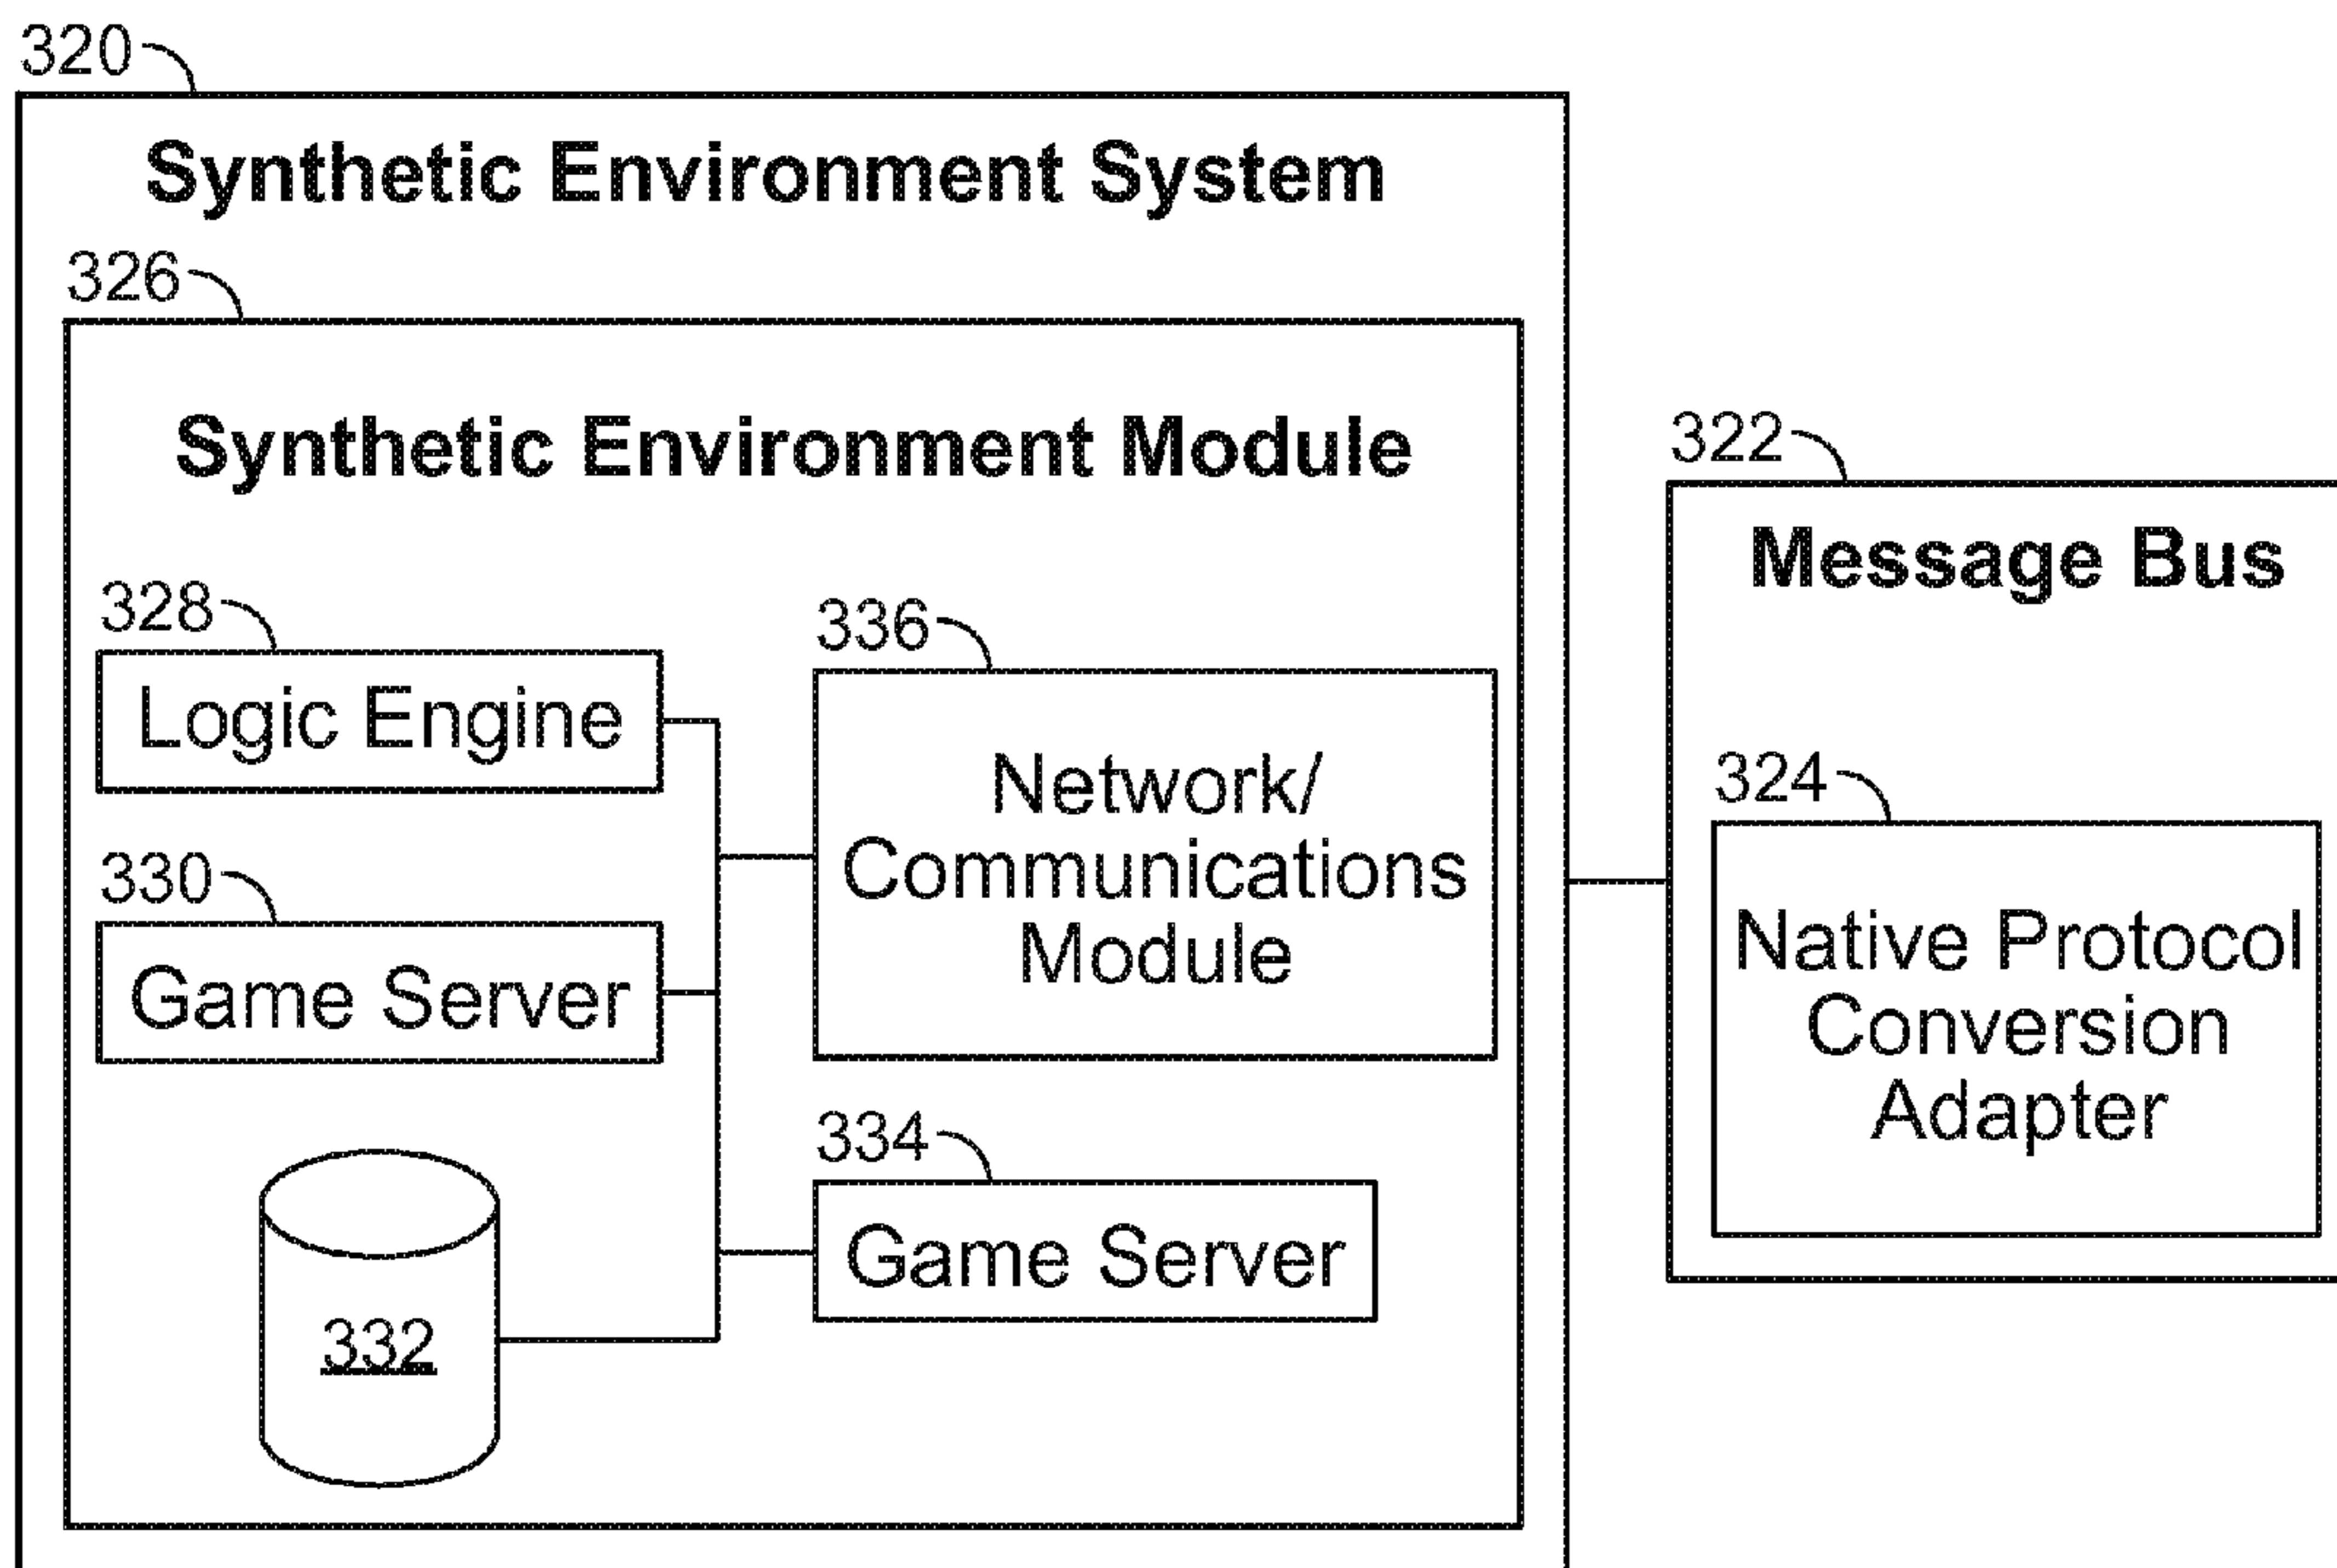 320
Synthetic Environment System
326
Synthetic Environment Module
328
Logic Engine
330
Game Server
332
336
Network/
Communications
Module
334
Game Server
322
Message Bus
324
Native Protocol
Conversion
Adapter